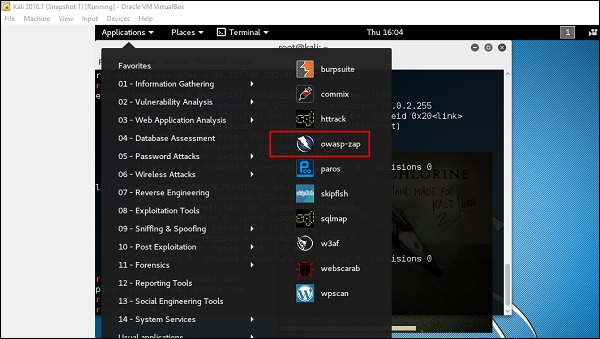 Kali 2016.1 (Snapshot 1) [Running] - Oracle VM VirtualBox
File Machine View Input Devices Help
Applications Places Terminal Thu 16:04 1
root@kali: ~
Favorites
01 - Information Gathering
02 - Vulnerability Analysis
03 - Web Application Analysis
04 - Database Assessment
05 - Password Attacks
06 - Wireless Attacks
07 - Reverse Engineering
08 - Exploitation Tools
09 - Sniffing & Spoofing
10 - Post Exploitation
11 - Forensics
12 - Reporting Tools
13 - Social Engineering Tools
14 - System Services
Usual applications
burpsuite
commix
httrack
owasp-zap
paros
skipfish
sqlmap
w3af
webscarab
wpscan
.0.2.255
eid 0x20<link>
isions 0
CHLORINE
AND MADE FOR
KALI LINUX
isions 0